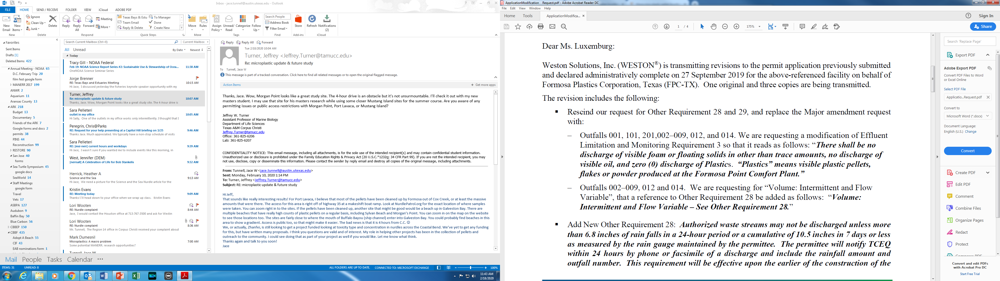 Inbox - jace.tunnell@austin.utexas.edu - Outlook
FILE HOME SEND / RECEIVE FOLDER VIEW iCloud ADOBE PDF
New Email
New Items
Ignore
Clean Up
Junk
Delete
Reply
Reply All
Forward
Meeting
More
Texas Bays & Estu
Team Email
Reply & Delete
To Manager
Done
Create New
Move
Rules
Assign Policy
Unread/ Read
Categorize
Follow Up
Search People
Address Book
Filter Email
Store
Refresh
Notifications (2)
New Delete Respond Quick Steps Move Tags Find Add-ins iCloud
Favorites
Sent Items
Drafts [1]
Deleted Items 422
Annual Meeting - NOAA 65
D.C. February Trip 20
film fest google form
MANERR 2017 199
ANWR 2
Aquarium 11
Aransas County 13
ARK 218
Budget 13
Documentary 5
Friends of the ARK 7
Google forms and docs 2
permits 38
PINS 44
Reconstruction 99
RESTORE 90
San Jose 40
forms
Sea Turtle Symposium 45
google docs
SeaWorld 14
Staff Meetings
google form
Travel
Vets 17
ASBPA 127
Audubon 9
Baffin Bay 50
Blue Carbon 56
CBBEP 150
CBBF 435
Adopt A Beach 55
CIF 43
EAB nominations form 1
Search Current Mailbox (Ctrl+E) Current Mailbox
All Unread By Date Newest
Today
Tracy Gill - NOAA Federal
Feb 19: NOAA Science Report Series #2: Sustainable Use & Stewardship of Ocea... 11:38 AM
OneNOAA Science Seminar Series
Jorge Brenner
RE: Texas Bays and Estuaries Meeting 10:15 AM
Hi Jace, I discussed yesterday the fisheries keynote speaker opportunity with my
Turner, Jeffrey
Re: microplastic update & future study 10:07 AM
Thanks, Jace. Wow, Morgan Point looks like a great study site. The 4-hour drive is
Sara Pelleteri
outlet in my office 10:05 AM
Hi Sally, One of the outlets in my office works only intermittently. I thought that I
Peregrin, Chris@Parks
RE: Request for your help presenting at a Capitol Hill briefing on 3/25 9:46 AM
Thanks Jace. Much appreciated. We typically have a non-stop schedule of visits
Sara Pelleteri
RE: [msi-nerr] current hours and workdays 9:39 AM
Hi Jace, I wasn't sure if you wanted me to include events like this morning, in
West, Jennifer (DEM)
[nerrsall] A Celebration of Life for Bob Stankelis 9:32 AM
Herrick, Heather A
Science and the Sea 9:13 AM
Hi Jace, We need a picture for the Science and the Sea Nurdle article for the
Kristin Evans
RE: Meeting today 9:09 AM
Thanks! I'll head down to your office when we wrap up class. Kristin Evans
Lori Wooten
RE: Nurdle complaint 8:44 AM
Jace, I would contact the Houston office at 713-767-3500 and ask for Westin
Lori Wooten
RE: Nurdle complaint 8:36 AM
Mr. Tunnell, The Region 14 office in Corpus Christi received your complaint about
Mark Dumesnil
Microplastics: A macro problem 7:00 AM
Some potential MANERR. research opportunities?
Tunnell, Jace W
Reply Reply All Forward
Tue 2/18/2020 10:04 AM
Turner, Jeffrey <Jeffrey.Turner@tamucc.edu>
Re: microplastic update & future study
To Tunnell, Jace W
This message is part of a tracked conversation. Click here to find all related messages or to open the original flagged message.
Action Items + Get more apps
Thanks, Jace. Wow, Morgan Point looks like a great study site. The 4-hour drive is an obstacle but it's not unsurmountable. I'll check it out with my new
masters student. I may use that site for his masters research while using some closer Mustang Island sites for the summer course. Are you aware of any
permitting issues or public access restrictions with Morgan Point, Port Lavaca, or Mustang Island?
Jeffrey W. Turner
Assistant Professor of Marine Biology
Department of Life Sciences
Texas A&M Corpus Christi
Jeffrey.Turner@tamucc.edu
Office: 361-825-6206
Lab: 361-825-6207
CONFIDENTIALITY NOTICE: This email message, including all attachments, is for the sole use of the intended recipient(s) and may contain confidential student information.
Unauthorized use or disclosure is prohibited under the Family Education Rights & Privacy Act (20 U.S.C.*1232g; 34 CFR Part 99). If you are not the intended recipient, you may
not use, disclose, copy or disseminate this information. Please contact the sender by reply email and destroy all copies of the original message, including attachments.
From: Tunnell, Jace W <jace.tunnell@austin.utexas.edu>
Sent: Monday, February 10, 2020 1:14 PM
To: Turner, Jeffrey <Jeffrey.Turner@tamucc.edu>
Subject: RE: microplastic update & future study
Hi Jeff,
That sounds like really interesting results! For Port Lavaca, I believe that most of the pellets have been cleaned up by Formosa out of Cox Creek, or at least the massive
amounts that were there. The access for this area is right off of highway 35 at a makeshift boat ramp. Look at NurdlePatrol.org for the exact location of where samples
were taken. You can zoom right in to the sites. If the pellets have been cleaned up, another site that might be good would be a beach up in Galveston Bay. There are
multiple beaches that have really high counts of plastic pellets on a regular basis, including Sylvan Beach and Morgan's Point. You can zoom in on the map on the website
to see those locations too. The sites are fairly close to where the mouth of Buffalo Bayou (ship channel) enter into Galveston Bay. You could probably find beaches in this
area to show a gradient. Access is public too, so that might make it easier. The bad news is that it is 4 hours from C.C. ☺
We, or actually, Zhanfei, is still looking to get a project funded looking at toxicity type and concentration in nurdles across the Coastal Bend. We've yet to get any funding
for this, but have written many proposals. I think you questions are valid and of interest. My role in helping other projects has been in the collection of pellets and
outreach to the community. I could see doing that as part of your project as well if you would like. Let me know what think.
Thanks again and talk to you soon!
Jace
Mail People Tasks Calendar ...
ITEMS: 31 UNREAD: 8 ALL FOLDERS ARE UP TO DATE. CONNECTED TO: MICROSOFT EXCHANGE 100%
11:43 AM
2/18/2020
ApplicationModification Request.pdf - Adobe Acrobat Reader DC
File Edit View Window Help
Home Tools ApplicationModifica... × Sign In
1 / 4 175% Share
Dear Ms. Luxemburg:
Weston Solutions, Inc. (WESTON®) is transmitting revisions to the permit application previously submitted
and declared administratively complete on 27 September 2019 for the above-referenced facility on behalf of
Formosa Plastics Corporation, Texas (FPC-TX). One original and three copies are being transmitted.
The revision includes the following:
▪ Rescind our request for Other Requirement 28 and 29, and replace the Major amendment request
with:
– Outfalls 001, 101, 201,002–009, 012, and 014. We are requesting a modification of Effluent
Limitation and Monitoring Requirement 3 so that it reads as follows: “There shall be no
discharge of visible foam or floating solids in other than trace amounts, no discharge of
visible oil, and zero (0) discharge of Plastics. “Plastics” means visible plastic pellets,
flakes or powder produced at the Formosa Point Comfort Plant.”
– Outfalls 002–009, 012 and 014. We are requesting for “Volume: Intermittent and Flow
Variable”, that a reference to Other Requirement 28 be added as follows: “Volume:
Intermittent and Flow Variable – See Other Requirement 28.”
▪ Add New Other Requirement 28: Authorized waste streams may not be discharged unless more
than 6.8 inches of rain falls in a 24-hour period or a cumulative of 10.5 inches in 7 days or less
as measured by the rain gauge maintained by the permittee. The permittee will notify TCEQ
within 24 hours by phone or facsimile of a discharge and include the rainfall amount and
outfall number. This requirement will be effective upon the earlier of the construction of the
Search 'Replace Page'
Export PDF
Adobe Export PDF
Convert PDF Files to Word
or Excel Online
Select PDF File
Applicatio...Request.pdf
Convert to
Microsoft Word (*.docx)
Document Language:
English (U.S.) Change
Convert
Create PDF
Edit PDF
Comment
Combine Files
Organize Pages
Redact
Protect
Compress PDF
Convert and edit PDFs
with Acrobat Pro DC
Start Free Trial